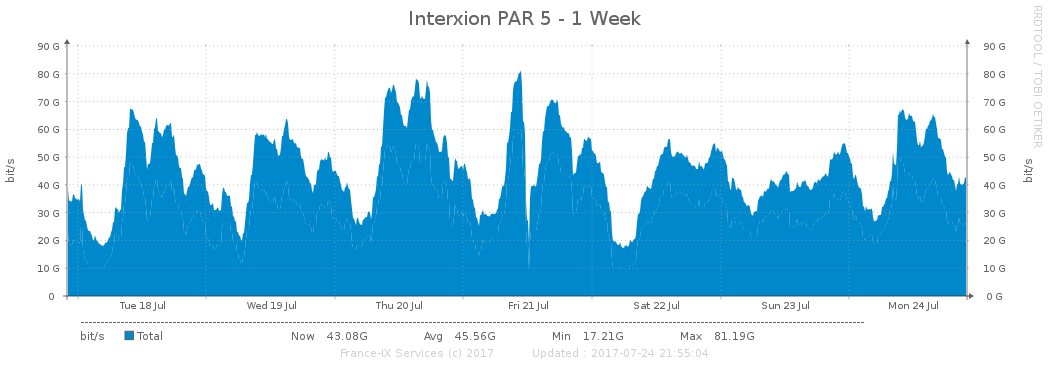 Interxion PAR 5 - 1 Week
RRDTOOL / TOBI OETIKER
bit/s
90 G
80 G
70 G
60 G
50 G
40 G
30 G
20 G
10 G
0
90 G
80 G
70 G
60 G
50 G
40 G
30 G
20 G
10 G
0 G
bit/s
Tue 18 Jul Wed 19 Jul Thu 20 Jul Fri 21 Jul Sat 22 Jul Sun 23 Jul Mon 24 Jul
bit/s Total Now 43.08G Avg 45.56G Min 17.21G Max 81.19G
France-IX Services (c) 2017 Updated : 2017-07-24 21:55:04